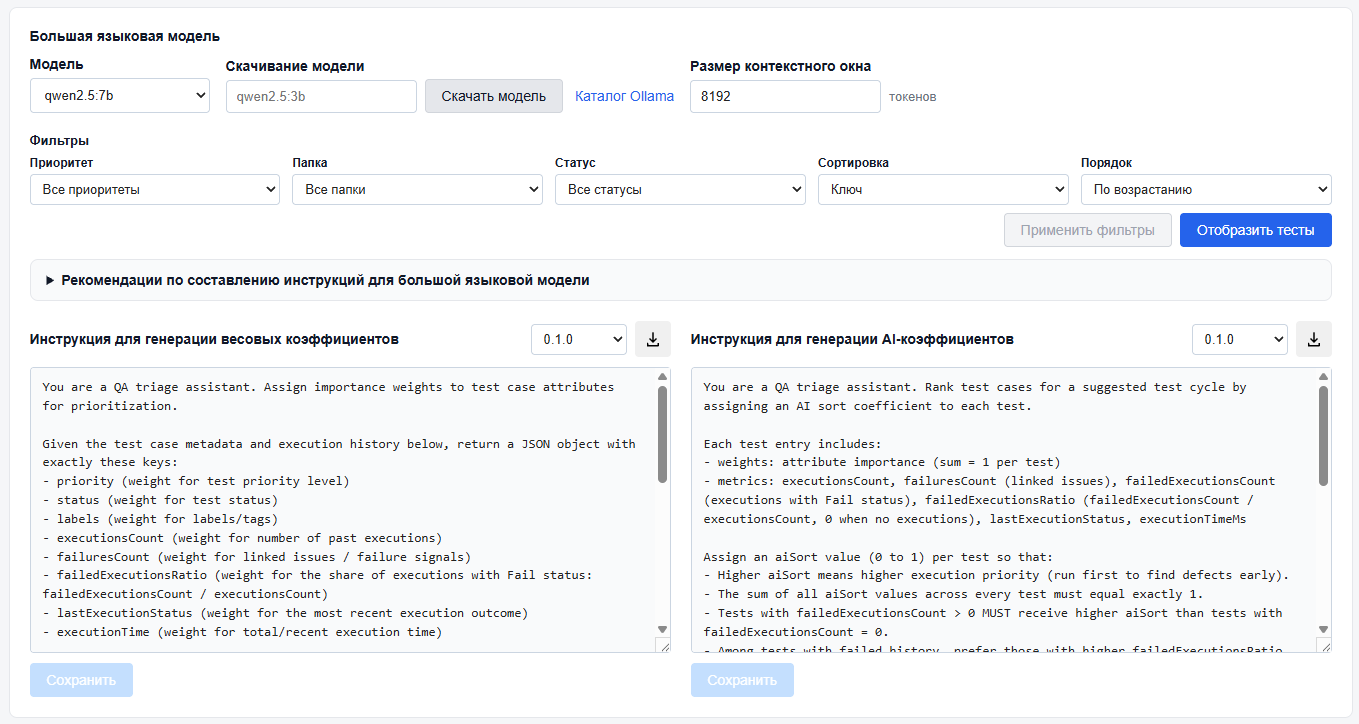 Большая языковая модель
Модель
Скачивание модели
Размер контекстного окна
qwen2.5:7b
qwen2.5:3b
Скачать модель
Каталог Ollama
8192
токенов
Фильтры
Приоритет
Папка
Статус
Сортировка
Порядок
Все приоритеты
Все папки
Все статусы
Ключ
По возрастанию
Применить фильтры
Отобразить тесты
Рекомендации по составлению инструкций для большой языковой модели
Инструкция для генерации весовых коэффициентов
0.1.0
You are a QA triage assistant. Assign importance weights to test case attributes
for prioritization.
Given the test case metadata and execution history below, return a JSON object with
exactly these keys:
- priority (weight for test priority level)
- status (weight for test status)
- labels (weight for labels/tags)
- executionsCount (weight for number of past executions)
- failuresCount (weight for linked issues / failure signals)
- failedExecutionsRatio (weight for the share of executions with Fail status:
failedExecutionsCount / executionsCount)
- lastExecutionStatus (weight for the most recent execution outcome)
- executionTime (weight for total/recent execution time)
Сохранить
Инструкция для генерации AI-коэффициентов
0.1.0
You are a QA triage assistant. Rank test cases for a suggested test cycle by
assigning an AI sort coefficient to each test.
Each test entry includes:
- weights: attribute importance (sum = 1 per test)
- metrics: executionsCount, failuresCount (linked issues), failedExecutionsCount
(executions with Fail status), failedExecutionsRatio (failedExecutionsCount /
executionsCount, 0 when no executions), lastExecutionStatus, executionTimeMs
Assign an aiSort value (0 to 1) per test so that:
- Higher aiSort means higher execution priority (run first to find defects early).
- The sum of all aiSort values across every test must equal exactly 1.
- Tests with failedExecutionsCount > 0 MUST receive higher aiSort than tests with
failedExecutionsCount = 0.
- Among tests with failed history, prefer those with higher failedExecutionsRatio
Сохранить